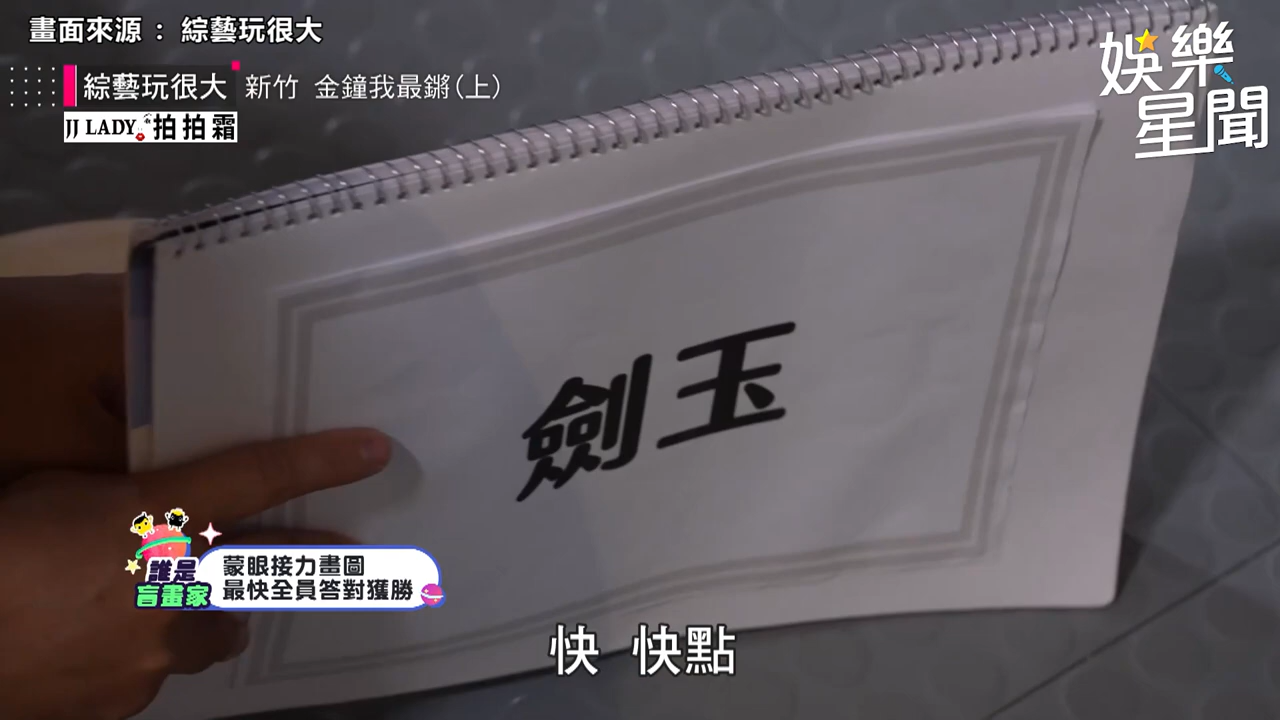 畫面來源 : 綜藝玩很大
綜藝玩很大 新竹 金鐘我最鏘(上)
JJ LADY 拍拍霜
娛樂
星聞
劍玉
誰是
盲畫家
蒙眼接力畫圖
最快全員答對獲勝
快 快點